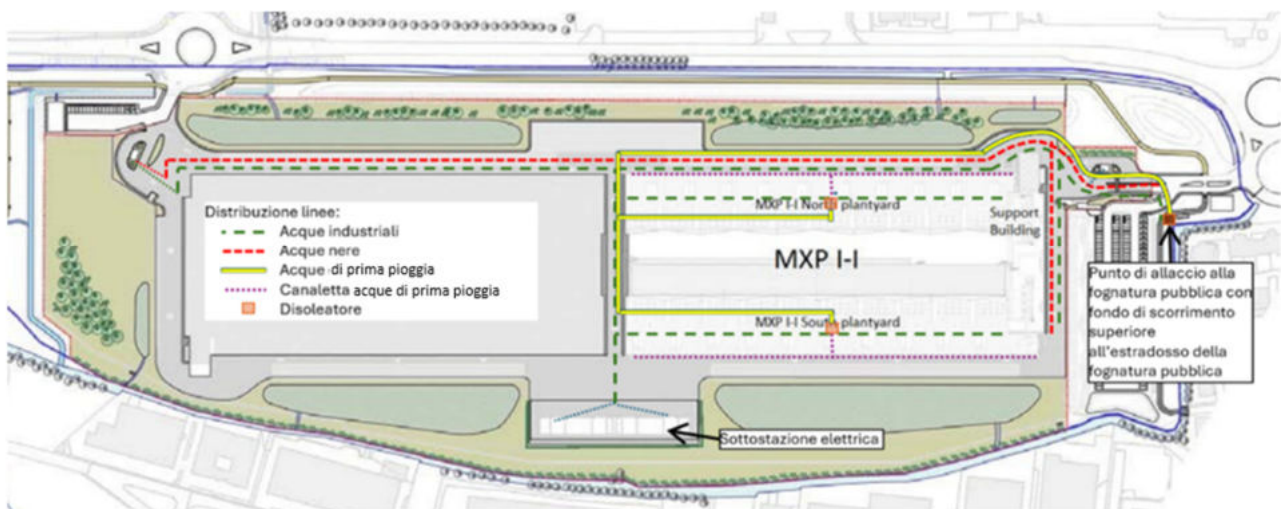 MXP I-I North plantyard
Distribuzione linee:
Acque industriali
Acque nere
Acque di prima pioggia
Canaletta acque di prima pioggia
Disoleatore
Support
Building
MXP I-I
MXP I-I South plantyard
Punto di allaccio alla
fognatura pubblica con
fondo di scorrimento
superiore
all'estradosso della
fognatura pubblica
Sottostazione elettrica